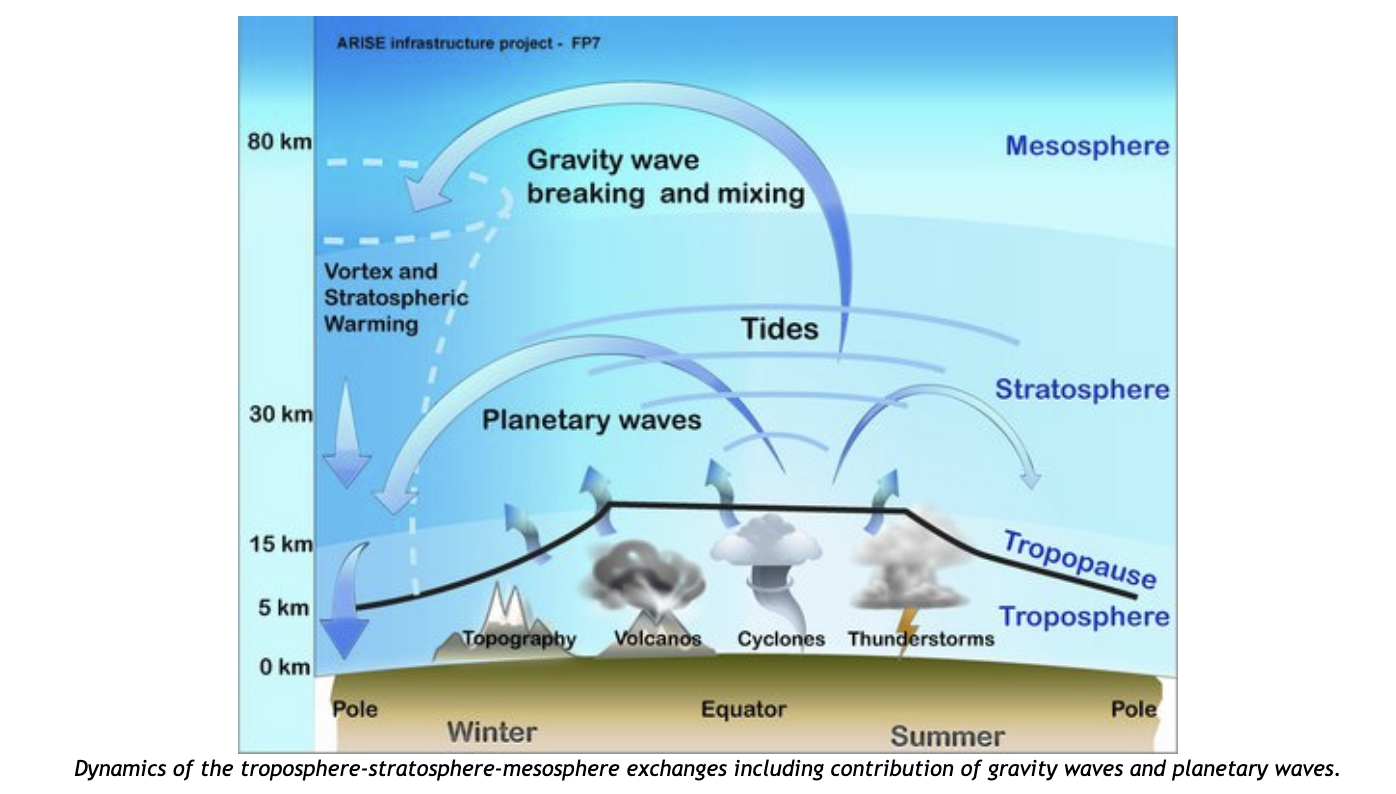 ARISE infrastructure project - FP7
80 km
Mesosphere
Gravity wave
breaking and mixing
Vortex and
Stratospheric
Warming
Tides
30 km
Stratosphere
Planetary waves
15 km
Tropopause
5 km
Troposphere
Topography
Volcanos
Cyclones
Thunderstorms
0 km
Pole
Equator
Pole
Winter
Summer
Dynamics of the troposphere-stratosphere-mesosphere exchanges including contribution of gravity waves and planetary waves.